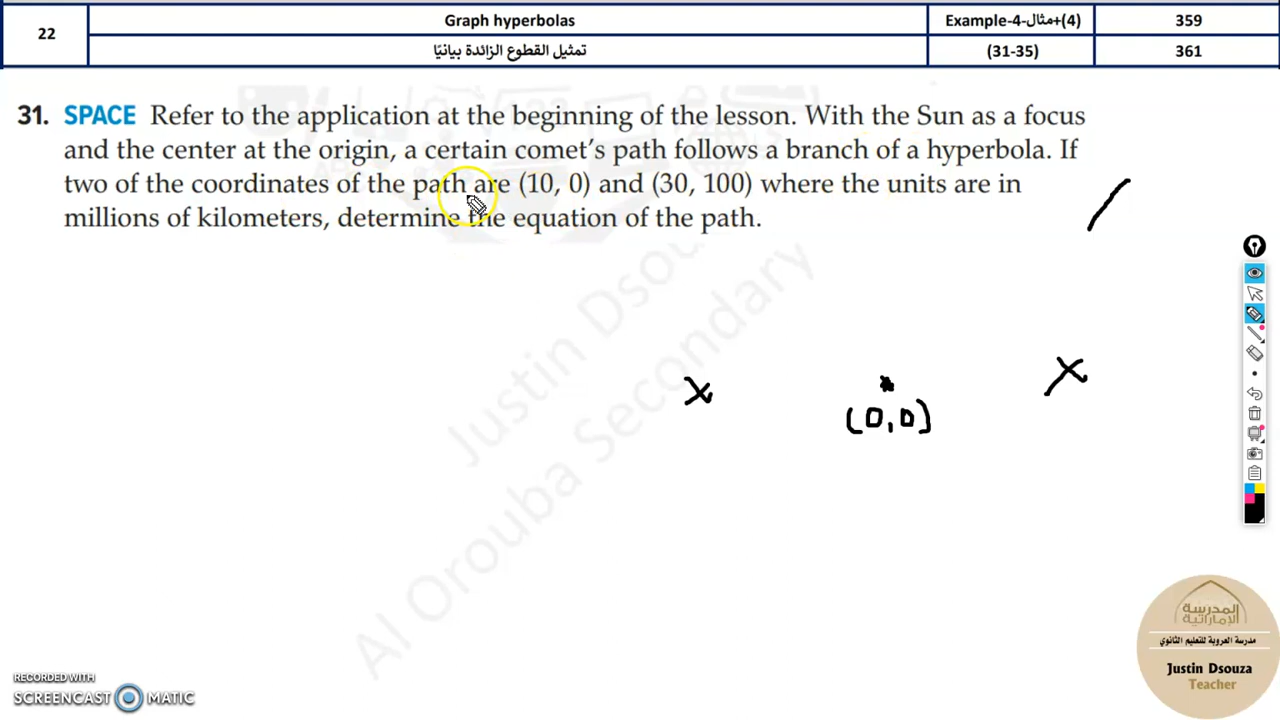 22
Graph hyperbolas
Example-4-مثال+(4)
359
تمثيل القطوع الزائدة بيانيًا
(31-35)
361
31. SPACE Refer to the application at the beginning of the lesson. With the Sun as a focus
and the center at the origin, a certain comet's path follows a branch of a hyperbola. If
two of the coordinates of the path are (10, 0) and (30, 100) where the units are in
millions of kilometers, determine the equation of the path.
x
x
(0,0)
Justin Dsouza
Al Orouba Secondary
المدرسة
الإماراتية
مدرسة العروبة للتعليم الثانوي
Justin Dsouza
Teacher
RECORDED WITH
SCREENCAST MATIC